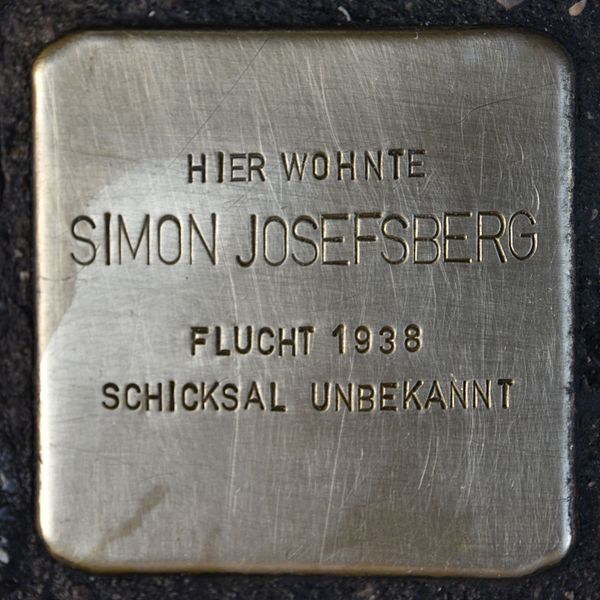 HIER WOHNTE
SIMON JOSEFSBERG
FLUCHT 1938
SCHICKSAL UNBEKANNT